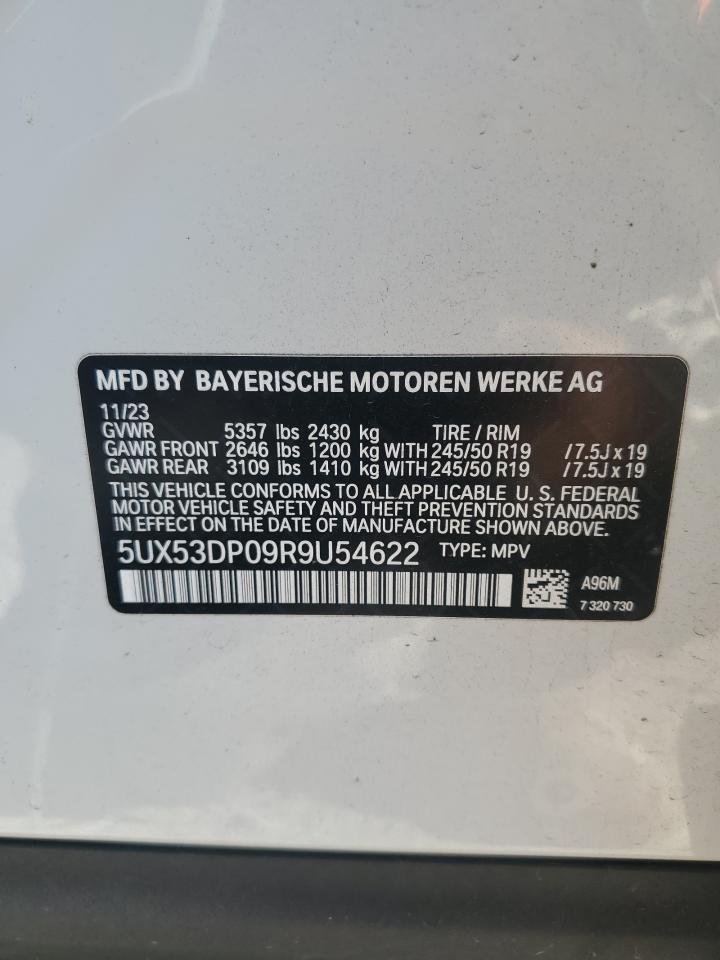 MFD BY BAYERISCHE MOTOREN WERKE AG
11/23
GVWR 5357 lbs 2430 kg TIRE / RIM
GAWR FRONT 2646 lbs 1200 kg WITH 245/50 R19 / 7.5J x 19
GAWR REAR 3109 lbs 1410 kg WITH 245/50 R19 / 7.5J x 19
THIS VEHICLE CONFORMS TO ALL APPLICABLE U. S. FEDERAL
MOTOR VEHICLE SAFETY AND THEFT PREVENTION STANDARDS
IN EFFECT ON THE DATE OF MANUFACTURE SHOWN ABOVE.
5UX53DP09R9U54622 TYPE: MPV
A96M
7 320 730